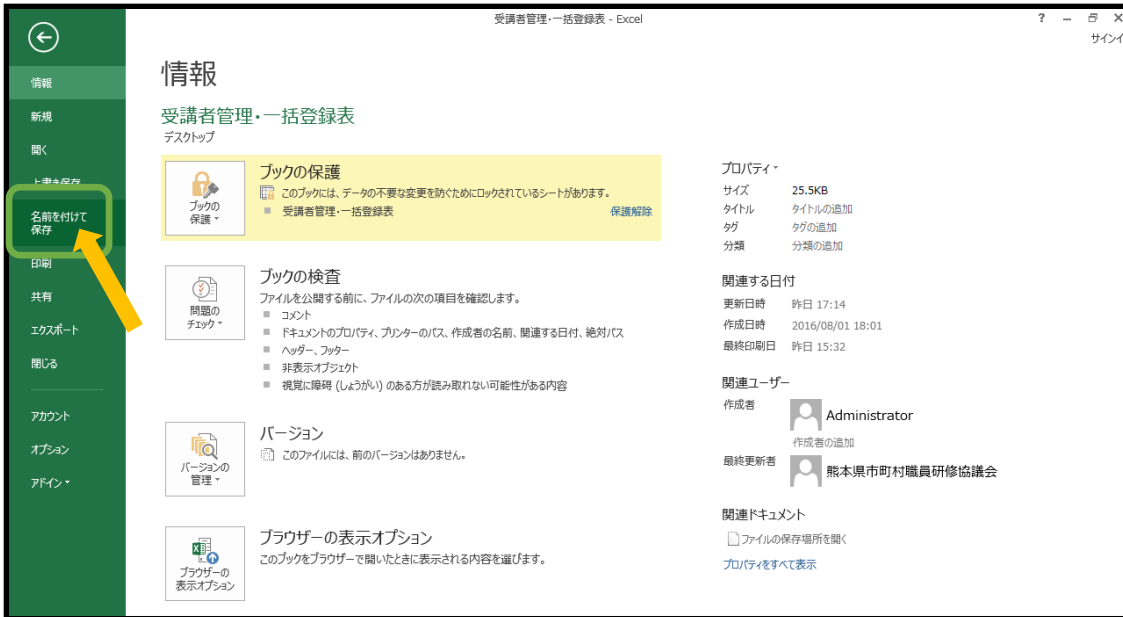 受講者管理・一括登録表 - Excel
?
サインイ
情報
新規
開く
上書き保存
名前を付けて
保存
印刷
共有
エクスポート
閉じる
アカウント
オプション
アドイン
情報
受講者管理・一括登録表
デスクトップ
ブックの
保護
ブックの保護
このブックには、データの不要な変更を防ぐためにロックされているシートがあります。
受講者管理・一括登録表 保護解除
問題の
チェック
ブックの検査
ファイルを公開する前に、ファイルの次の項目を確認します。
コメント
ドキュメントのプロパティ、プリンターのパス、作成者の名前、関連する日付、絶対パス
ヘッダー、フッター
非表示オブジェクト
視覚に障碍 (しょうがい) のある方が読み取れない可能性がある内容
バージョンの
管理
バージョン
このファイルには、前のバージョンはありません。
ブラウザーの
表示オプション
ブラウザーの表示オプション
このブックをブラウザーで開いたときに表示される内容を選びます。
プロパティ
サイズ 25.5KB
タイトル タイトルの追加
タグ タグの追加
分類 分類の追加
関連する日付
更新日時 昨日 17:14
作成日時 2016/08/01 18:01
最終印刷日 昨日 15:32
関連ユーザー
作成者 Administrator
作成者の追加
最終更新者 熊本県市町村職員研修協議会
関連ドキュメント
ファイルの保存場所を開く
プロパティをすべて表示